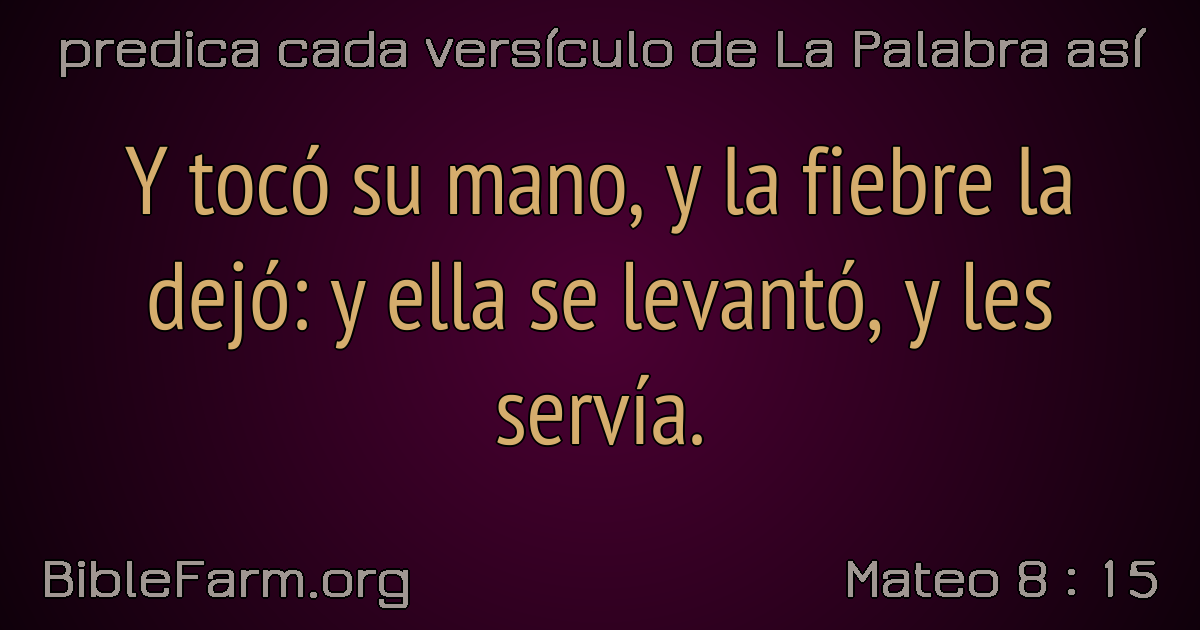 predica cada versículo de La Palabra así
Y tocó su mano, y la fiebre la
dejó: y ella se levantó, y les
servía.
BibleFarm.org
Mateo 8 : 15